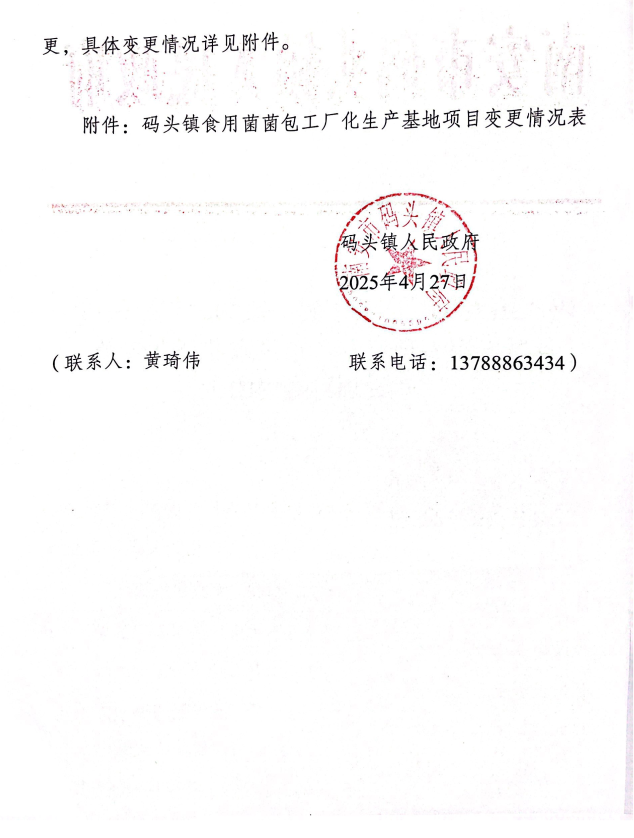 更，具体变更情况详见附件。
附件：码头镇食用菌菌包工厂化生产基地项目变更情况表
码头镇人民政府
2025年4月27日
（联系人：黄琦伟 联系电话：13788863434）